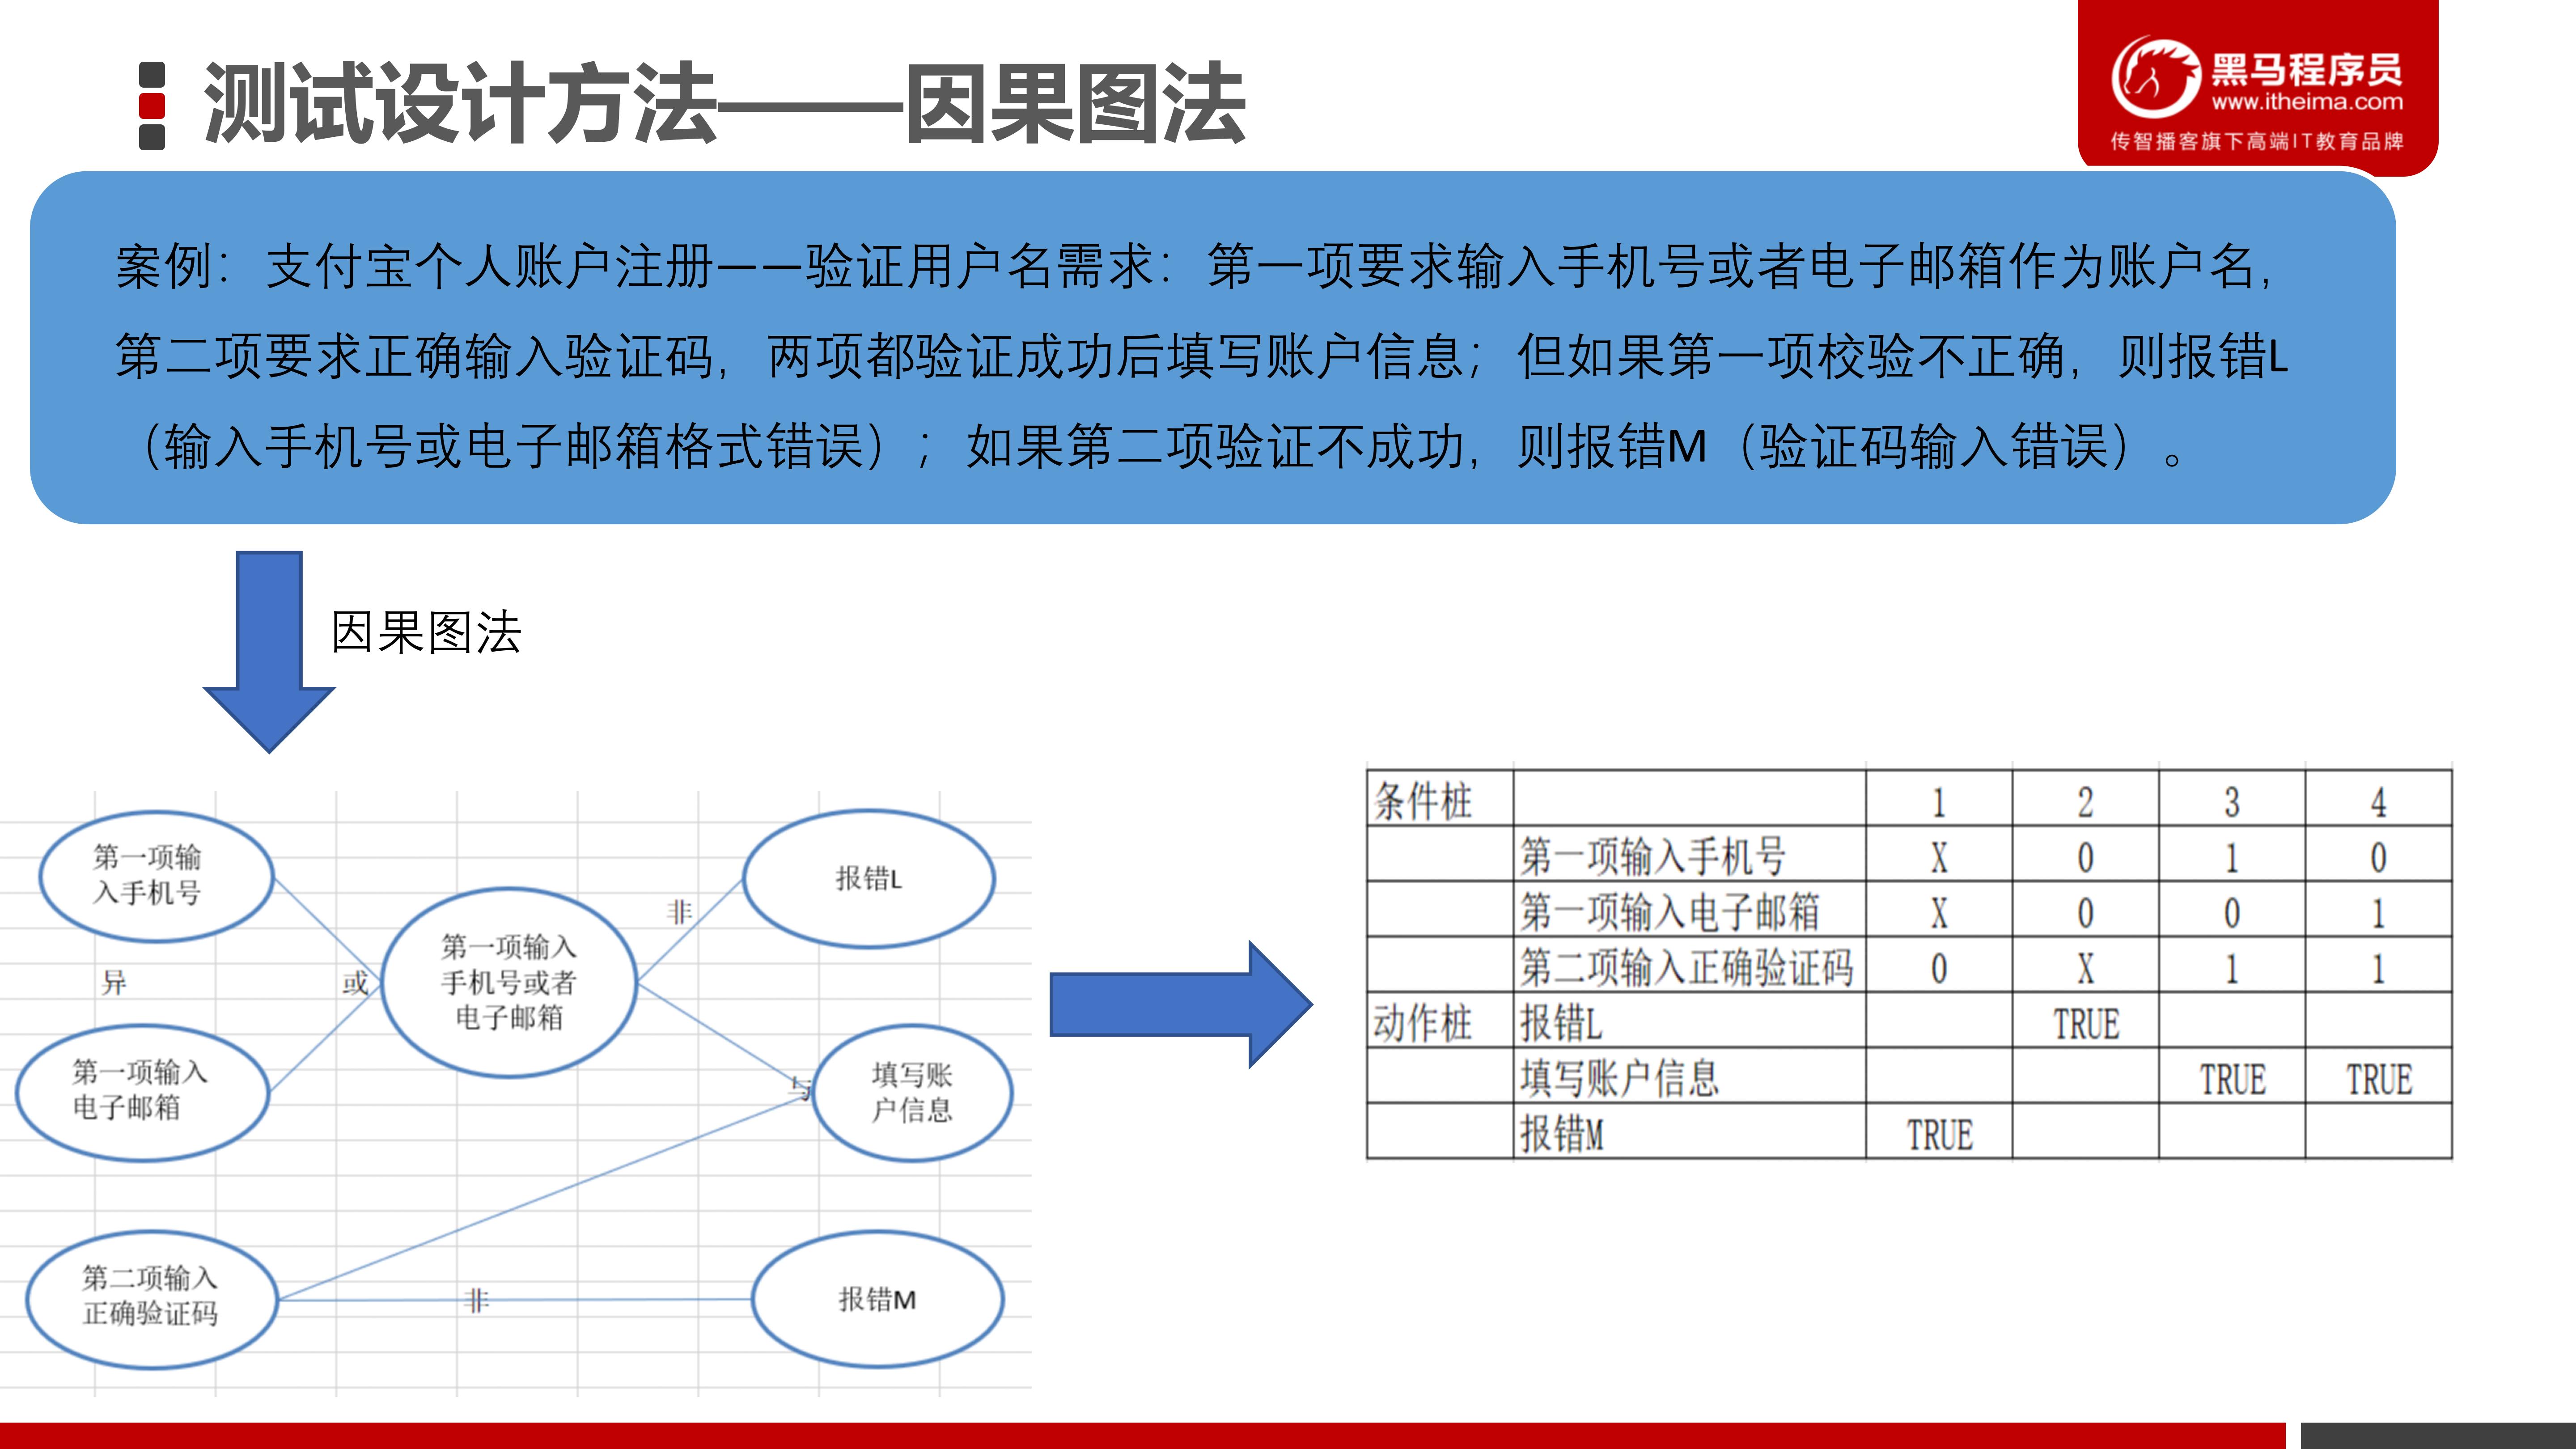 测试设计方法——因果图法
黑马程序员
www.itheima.com
传智播客旗下高端IT教育品牌
案例：支付宝个人账户注册——验证用户名需求：第一项要求输入手机号或者电子邮箱作为账户名，
第二项要求正确输入验证码，两项都验证成功后填写账户信息；但如果第一项校验不正确，则报错L
（输入手机号或电子邮箱格式错误）；如果第二项验证不成功，则报错M（验证码输入错误）。
因果图法
第一项输
入手机号
异
第一项输入
电子邮箱
或
第一项输入
手机号或者
电子邮箱
非
报错L
与
填写账
户信息
第二项输入
正确验证码
非
报错M
条件桩 1 2 3 4
第一项输入手机号 X 0 1 0
第一项输入电子邮箱 X 0 0 1
第二项输入正确验证码 0 X 1 1
动作桩 报错L TRUE
填写账户信息 TRUE TRUE
报错M TRUE